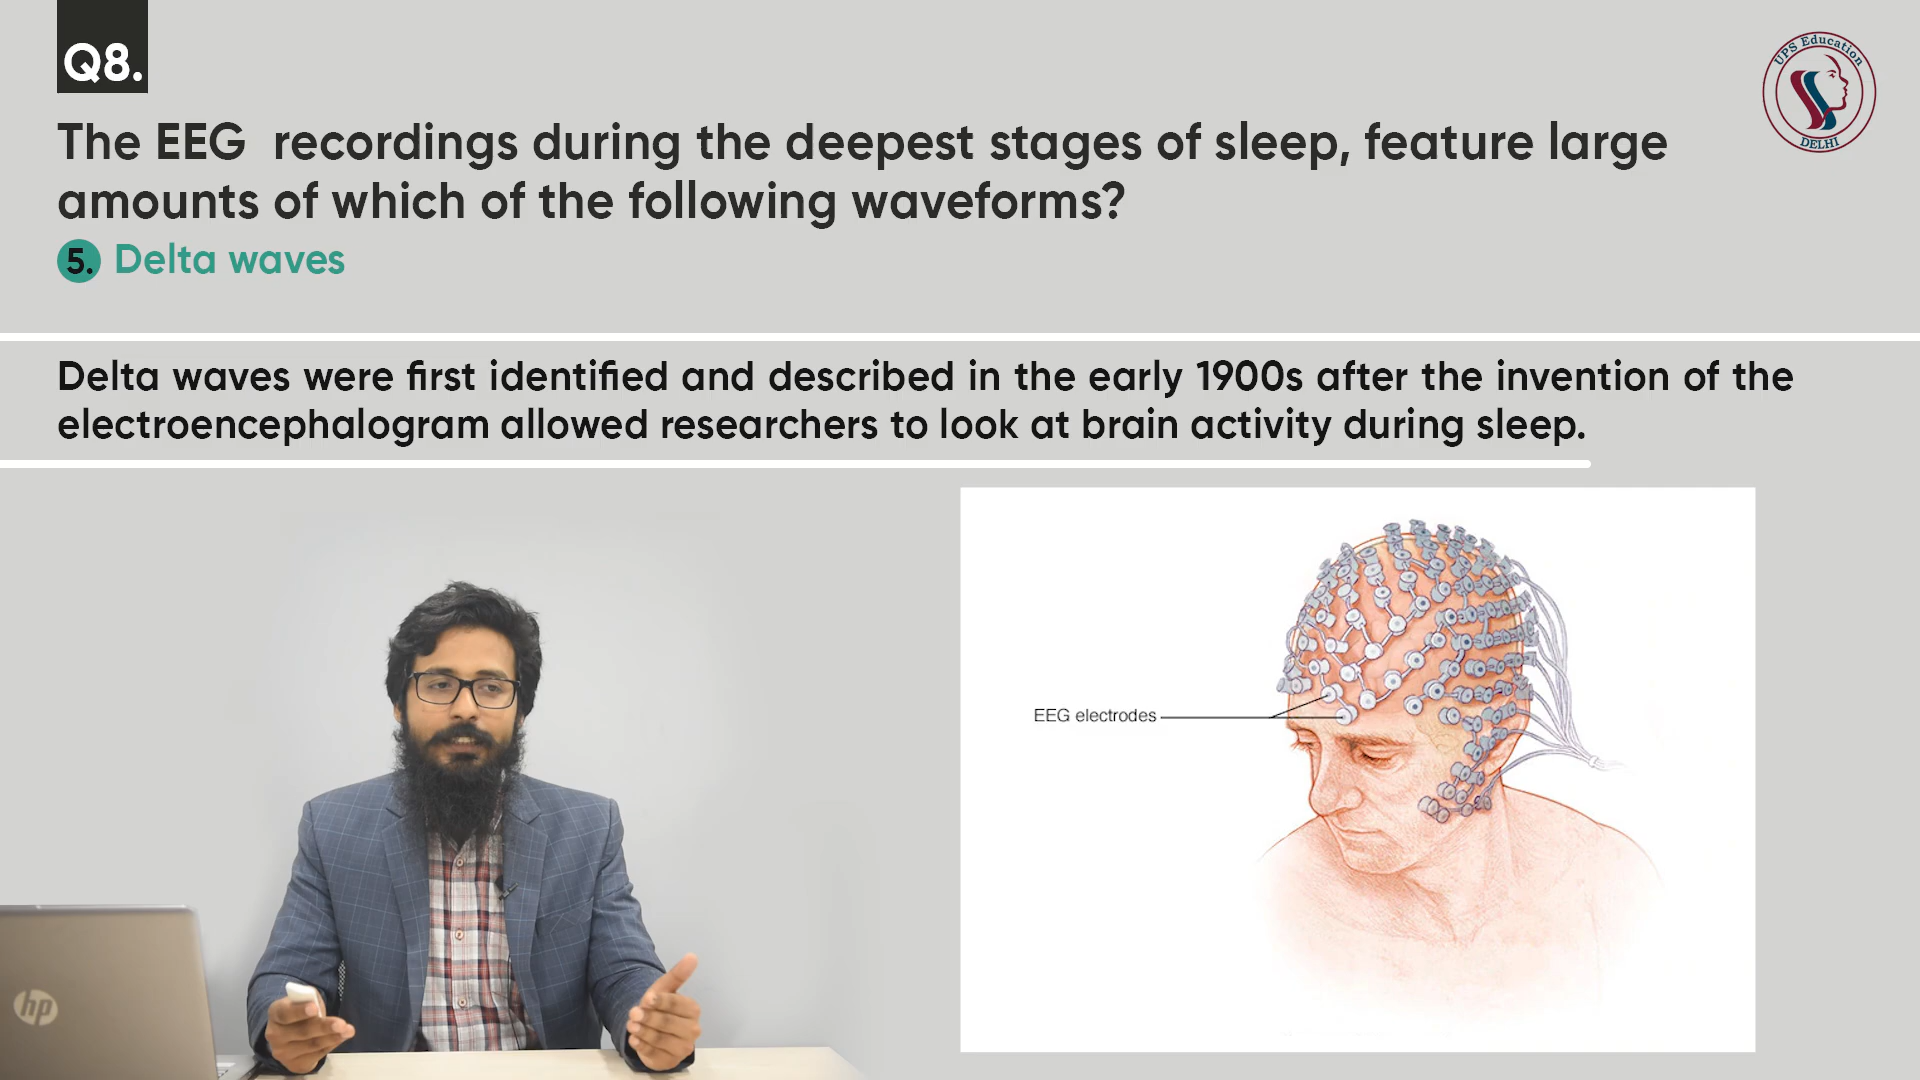 Q8.
UPS Education
DELHI
The EEG recordings during the deepest stages of sleep, feature large
amounts of which of the following waveforms?
5. Delta waves
Delta waves were first identified and described in the early 1900s after the invention of the
electroencephalogram allowed researchers to look at brain activity during sleep.
EEG electrodes
hp